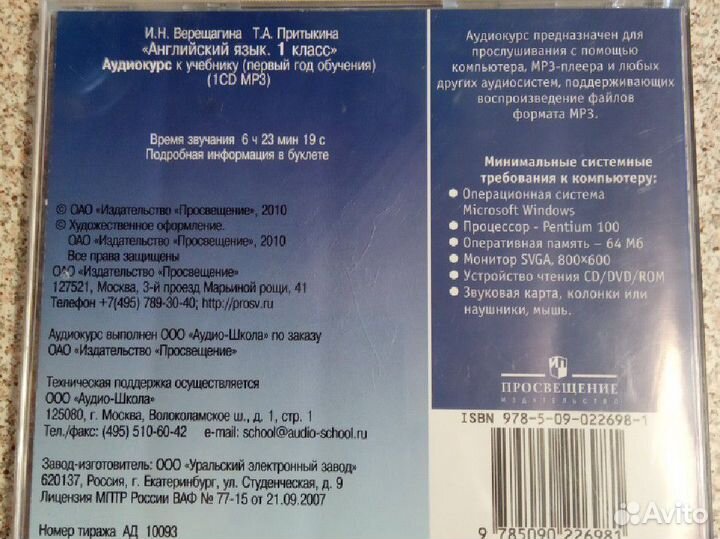 И.Н. Верещагина Т.А. Притыкина
«Английский язык. 1 класс»
Аудиокурс к учебнику (первый год обучения)
(1CD MP3)
Время звучания 6 ч 23 мин 19 с
Подробная информация в буклете
© ОАО «Издательство «Просвещение», 2010
© Художественное оформление.
ОАО «Издательство «Просвещение», 2010
Все права защищены
ОАО «Издательство «Просвещение»
127521, Москва, 3-й проезд Марьиной рощи, 41
Телефон +7(495) 789-30-40; http://prosv.ru
Аудиокурс выполнен ООО «Аудио-Школа» по заказу
ОАО «Издательство «Просвещение»
Техническая поддержка осуществляется
ООО «Аудио-Школа»
125080, г. Москва, Волоколамское ш., д. 1, стр. 1
Тел./факс: (495) 510-60-42 e-mail: school@audio-school.ru
Завод-изготовитель: ООО «Уральский электронный завод»
620137, Россия, г. Екатеринбург, ул. Студенческая, д. 9
Лицензия МПТР России ВАФ № 77-15 от 21.09.2007
Номер тиража АД 10093
Аудиокурс предназначен для
прослушивания с помощью
компьютера, MP3-плеера и любых
других аудиосистем, поддерживающих
воспроизведение файлов
формата MP3.
Минимальные системные
требования к компьютеру:
• Операционная система
Microsoft Windows
• Процессор - Pentium 100
• Оперативная память – 64 Мб
• Монитор SVGA, 800×600
• Устройство чтения CD/DVD/ROM
• Звуковая карта, колонки или
наушники, мышь.
ПРОСВЕЩЕНИЕ
ИЗДАТЕЛЬСТВО
ISBN 978-5-09-022698-1
9 785090 226981
Avito